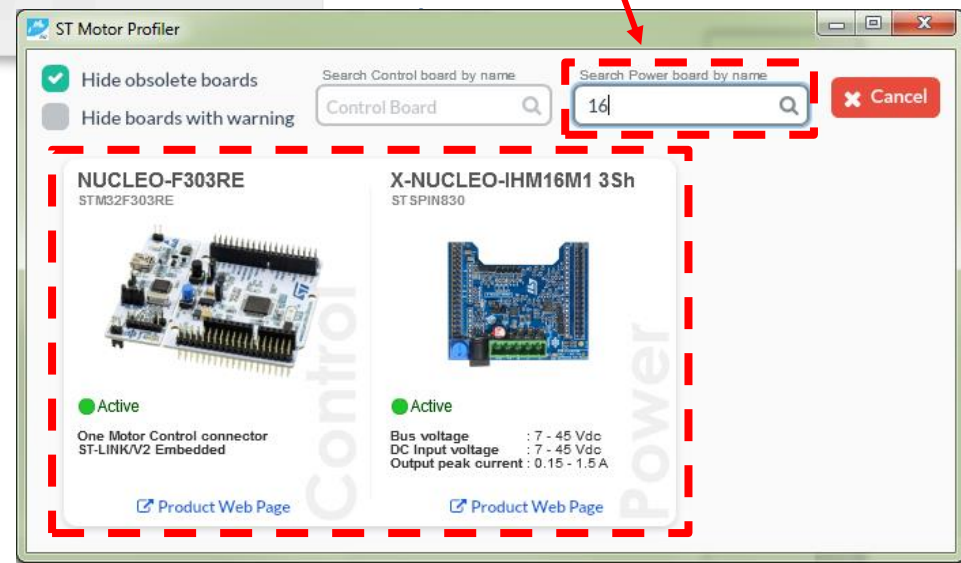 ST Motor Profiler
Hide obsolete boards
Hide boards with warning
Search Control board by name
Control Board
Search Power board by name
16
Cancel
NUCLEO-F303RE
STM32F303RE
Control
Active
One Motor Control connector
ST-LINK/V2 Embedded
Product Web Page
X-NUCLEO-IHM16M1 3Sh
STSPIN830
Power
Active
Bus voltage : 7 - 45 Vdc
DC Input voltage : 7 - 45 Vdc
Output peak current : 0.15 - 1.5 A
Product Web Page